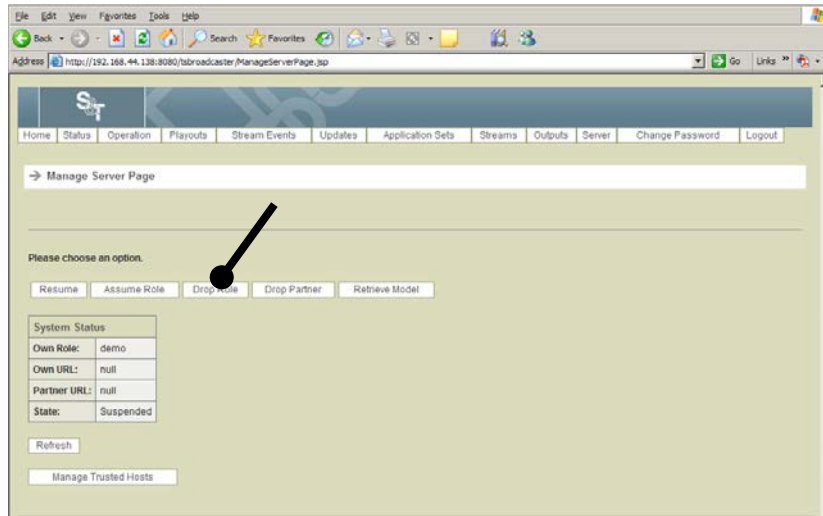 File Edit View Favorites Tools Help
Back Search Favorites
Address http://192.168.44.138:8080/tsbroadcaster/ManageServerPage.jsp Go Links »
S&T
Home Status Operation Playouts Stream Events Updates Application Sets Streams Outputs Server Change Password Logout
Manage Server Page
Please choose an option.
Resume Assume Role Drop Role Drop Partner Retrieve Model
System Status
Own Role: demo
Own URL: null
Partner URL: null
State: Suspended
Refresh
Manage Trusted Hosts